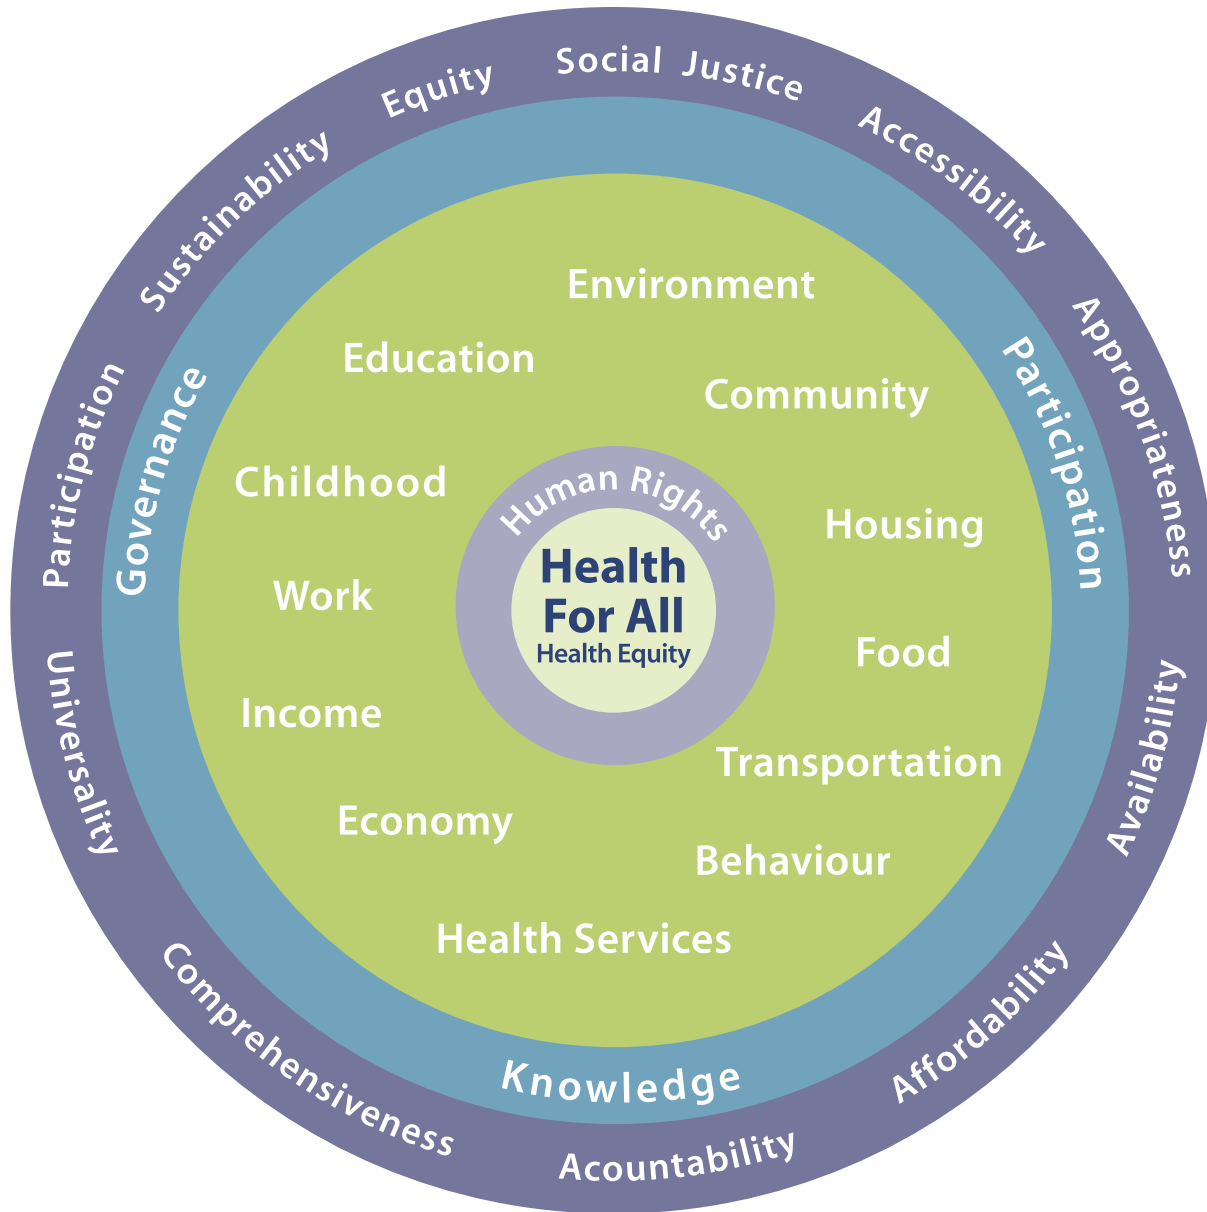 Social Justice
Accessibility
Appropriateness
Availability
Affordability
Acountability
Comprehensiveness
Universality
Participation
Sustainability
Equity
Governance
Participation
Knowledge
Environment
Education
Community
Childhood
Housing
Work
Food
Income
Transportation
Economy
Behaviour
Health Services
Human Rights
Health
For All
Health Equity